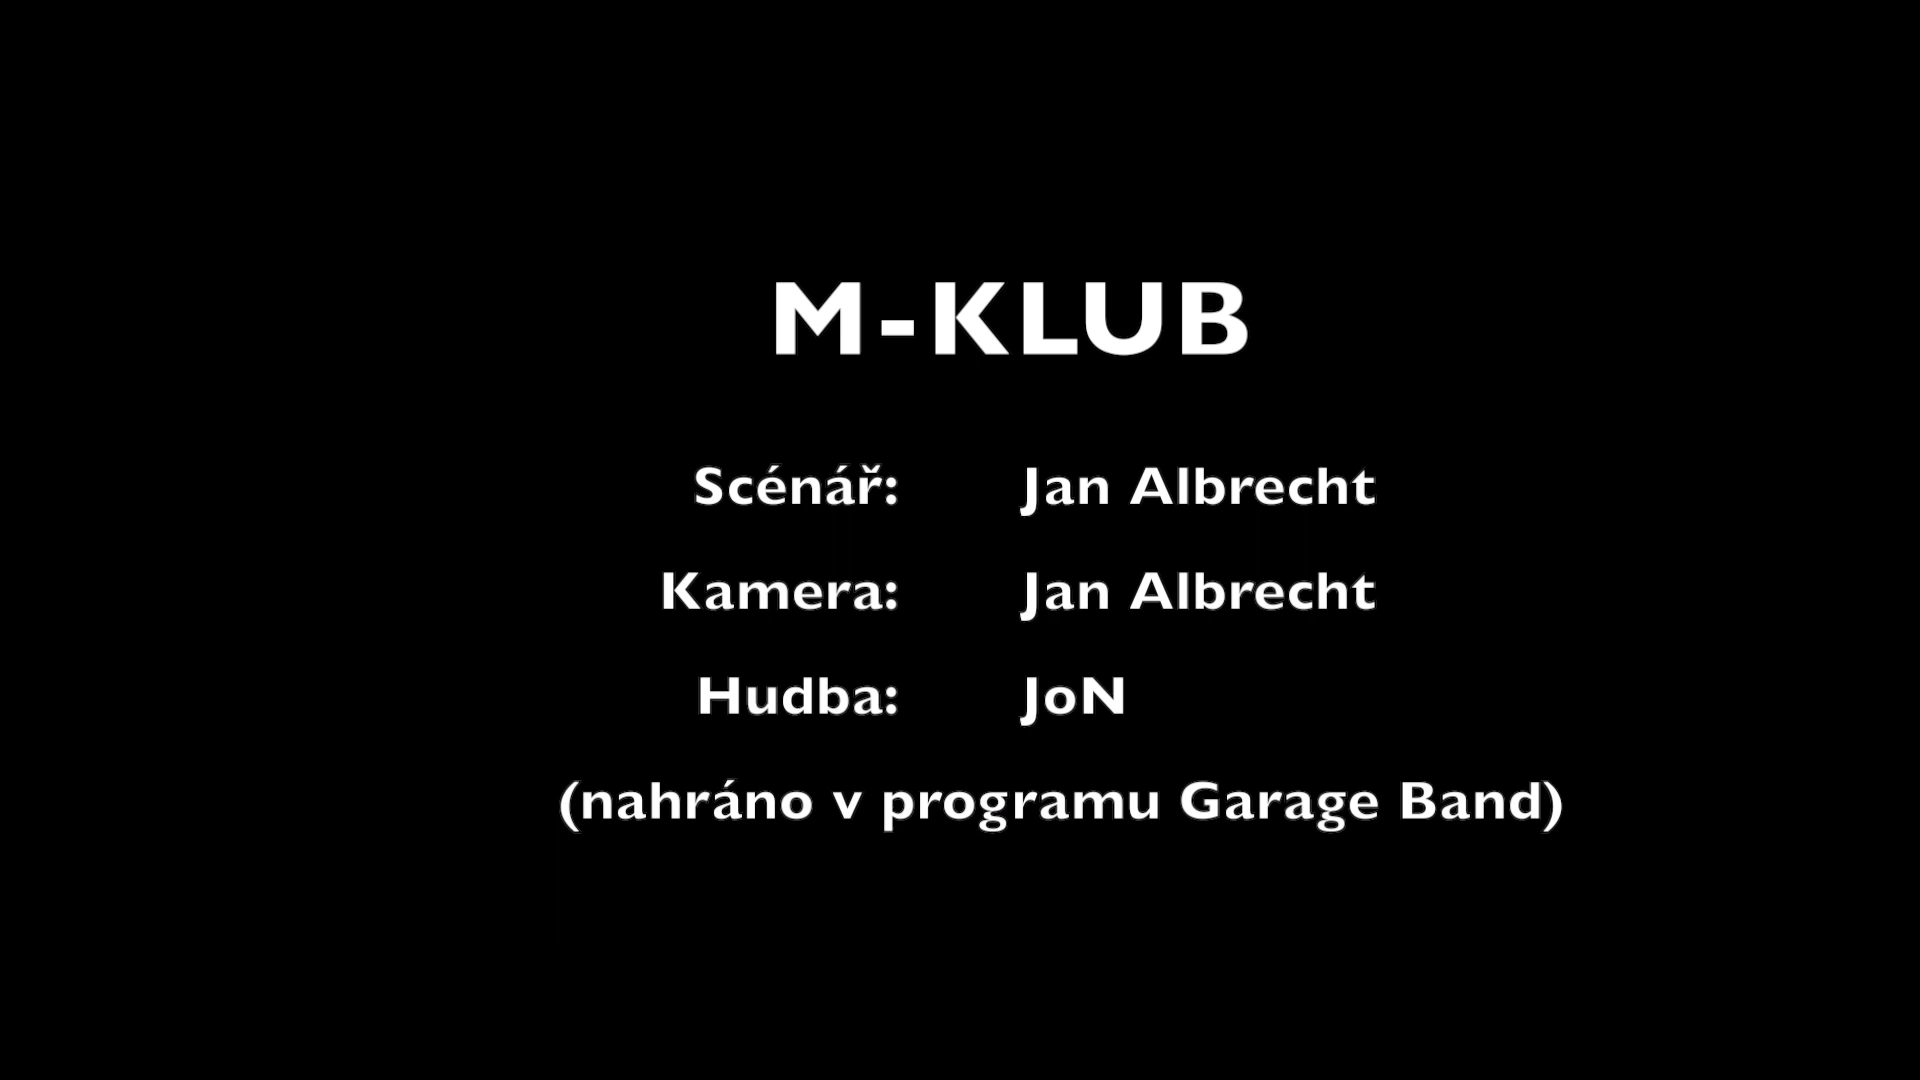 M-KLUB
Scénář: Jan Albrecht
Kamera: Jan Albrecht
Hudba: JoN
(nahráno v programu Garage Band)